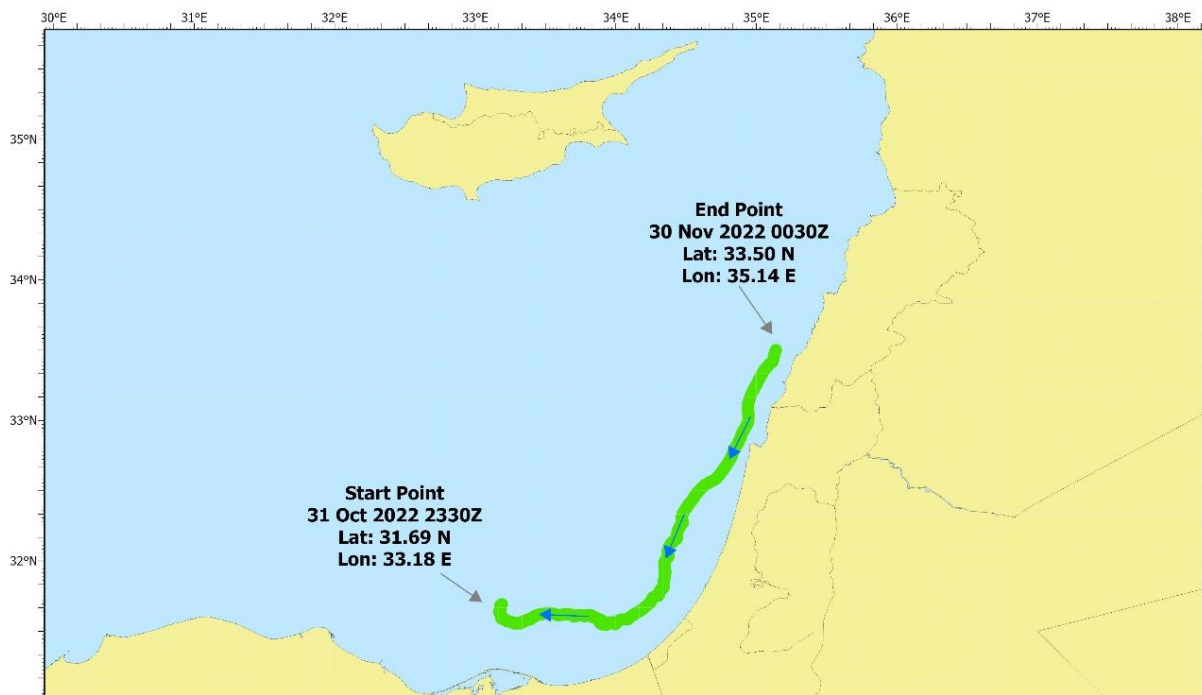 30°E 31°E 32°E 33°E 34°E 35°E 36°E 37°E 38°E
35°N
End Point
30 Nov 2022 0030Z
Lat: 33.50 N
Lon: 35.14 E
34°N
33°N
Start Point
31 Oct 2022 2330Z
Lat: 31.69 N
Lon: 33.18 E
32°N